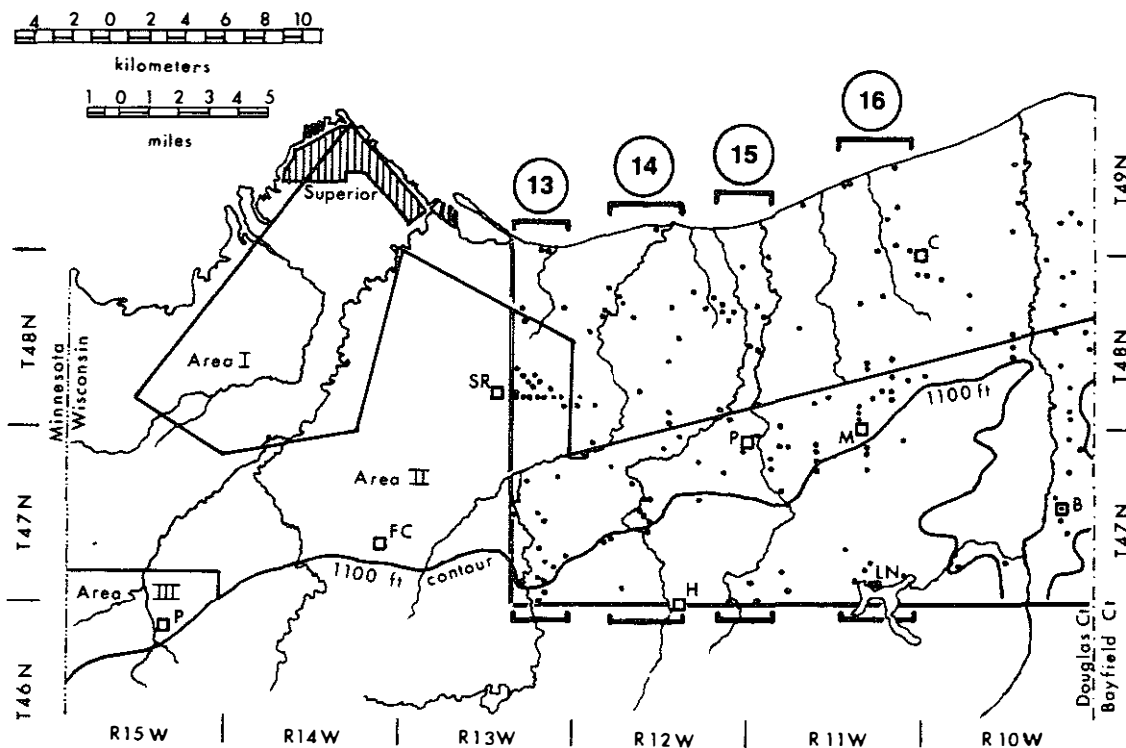 4 2 0 2 4 6 8 10
kilometers
1 0 1 2 3 4 5
miles
16
15
14
13
Superior
T49N
T49N
C
Area I
SR
T48N
T48N
Minnesota
Wisconsin
1100 ft
P
M
Area II
B
FC
T47N
T47N
1100 ft contour
LN
Area III
H
P
T46N
Douglas Ct
Bayfield Ct
R15W R14W R13W R12W R11W R10W